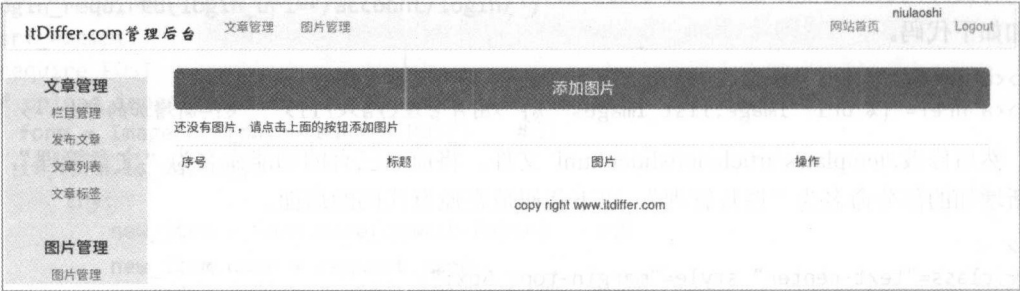 ItDiffer.com管理后台
文章管理 图片管理
网站首页 niulaoshi Logout
文章管理
栏目管理
发布文章
文章列表
文章标签
图片管理
图片管理
添加图片
还没有图片，请点击上面的按钮添加图片
序号 标题 图片 操作
copy right www.itdiffer.com